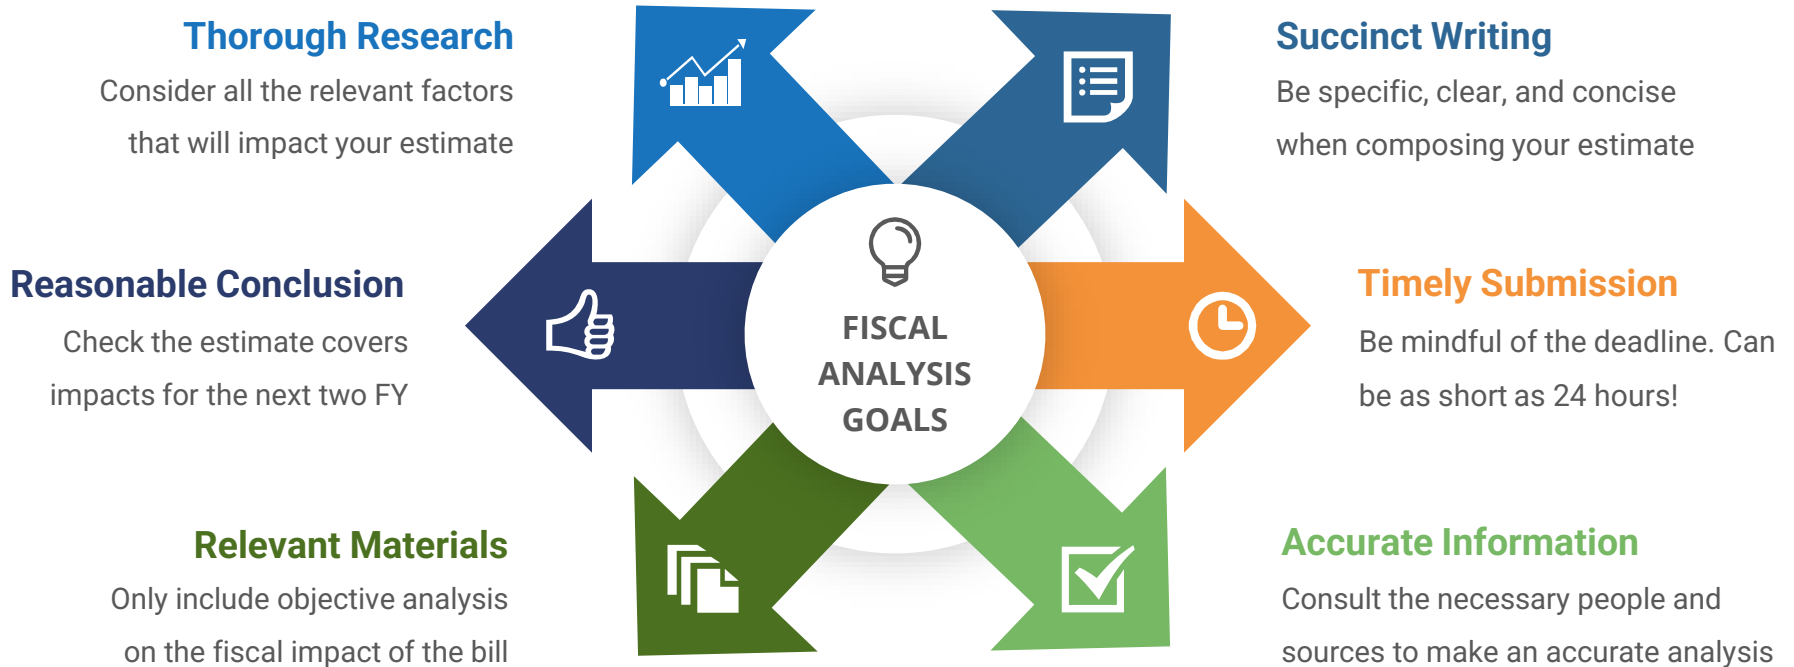 Thorough Research
Consider all the relevant factors
that will impact your estimate
Succinct Writing
Be specific, clear, and concise
when composing your estimate
Reasonable Conclusion
Check the estimate covers
impacts for the next two FY
FISCAL
ANALYSIS
GOALS
Timely Submission
Be mindful of the deadline. Can
be as short as 24 hours!
Relevant Materials
Only include objective analysis
on the fiscal impact of the bill
Accurate Information
Consult the necessary people and
sources to make an accurate analysis